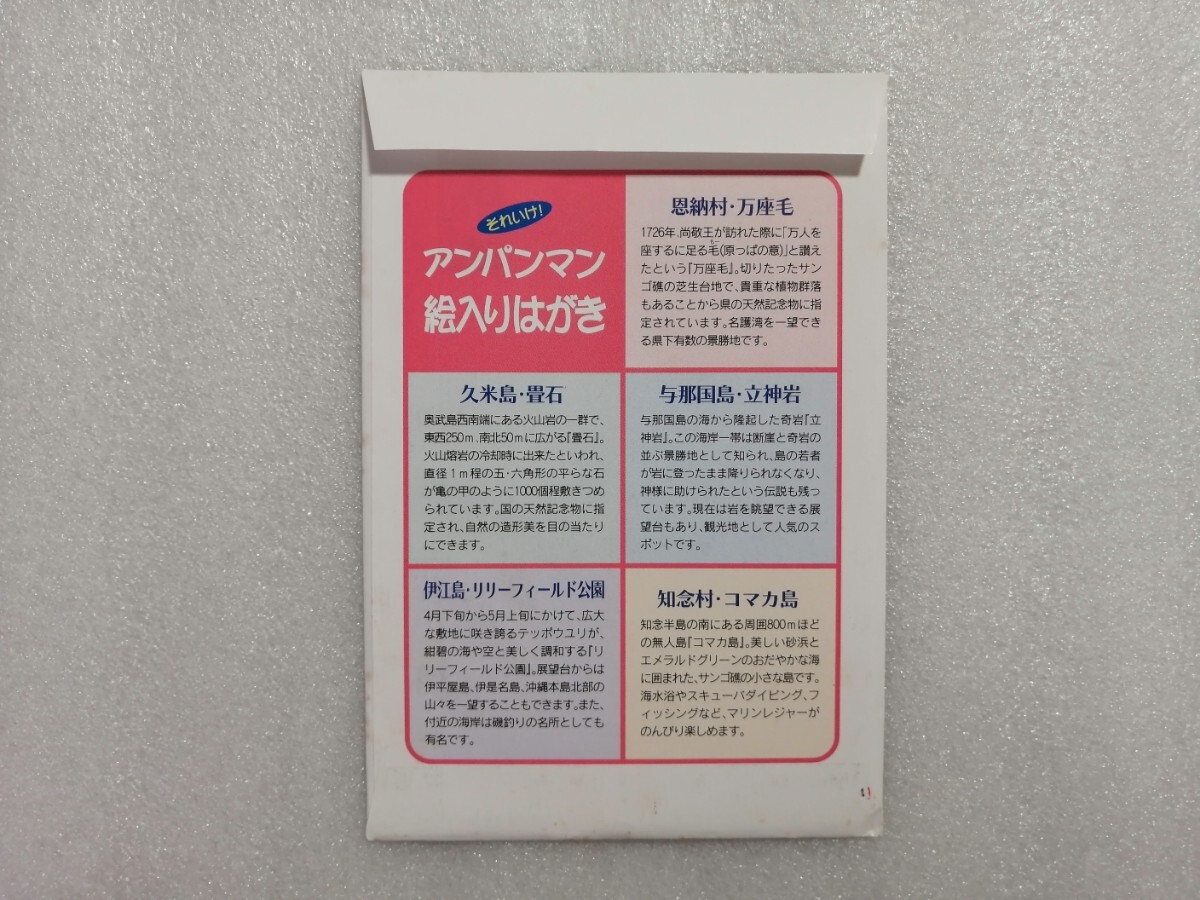 それいけ!
アンパンマン
絵入りはがき
恩納村・万座毛
1726年、尚敬王が訪れた際に「万人を
座するに足る毛(原っぱの意)」と讃え
もー
たという『万座毛』。切りたったサン
ゴ礁の芝生台地で、貴重な植物群落
もあることから県の天然記念物に指
定されています。名護湾を一望でき
る県下有数の景勝地です。
久米島・畳石
奥武島西南端にある火山岩の一群で、
東西250m、南北50mに広がる『畳石』。
火山熔岩の冷却時に出来たといわれ、
直径1m程の五・六角形の平らな石
が亀の甲のように1000個程敷きつめ
られています。国の天然記念物に指
定され、自然の造形美を目の当たり
にできます。
与那国島・立神岩
与那国島の海から隆起した奇岩『立
神岩』。この海岸一帯は断崖と奇岩の
並ぶ景勝地として知られ、島の若者
が岩に登ったまま降りられなくなり、
神様に助けられたという伝説も残っ
ています。現在は岩を眺望できる展
望台もあり、観光地として人気のス
ポットです。
伊江島・リリーフィールド公園
4月下旬から5月上旬にかけて、広大
な敷地に咲き誇るテッポウユリが、
紺碧の海や空と美しく調和する『リ
リーフィールド公園』。展望台からは
伊平屋島、伊是名島、沖縄本島北部の
山々を一望することもできます。また、
付近の海岸は磯釣りの名所としても
有名です。
知念村・コマカ島
知念半島の南にある周囲800mほど
の無人島『コマカ島』。美しい砂浜と
エメラルドグリーンのおだやかな海
に囲まれた、サンゴ礁の小さな島です。
海水浴やスキューバダイビング、フ
ィッシングなど、マリンレジャーが
のんびり楽しめます。